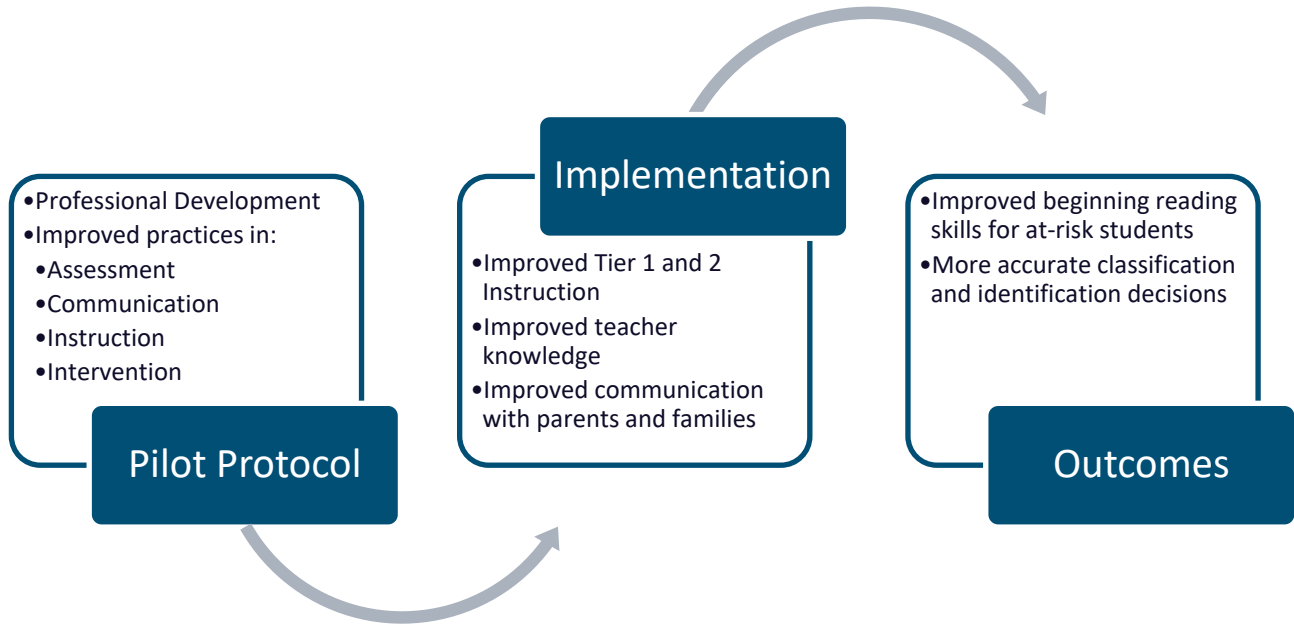 •Professional Development
•Improved practices in:
•Assessment
•Communication
•Instruction
•Intervention
Pilot Protocol
Implementation
•Improved Tier 1 and 2
Instruction
•Improved teacher
knowledge
•Improved communication
with parents and families
•Improved beginning reading
skills for at-risk students
•More accurate classification
and identification decisions
Outcomes